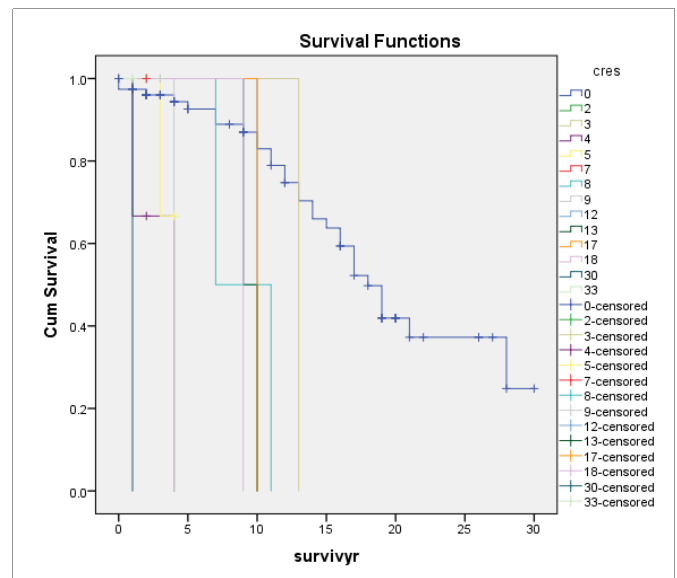 Survival Functions
cres
0
2
3
4
5
7
8
9
12
13
17
18
30
33
0-censored
2-censored
3-censored
4-censored
5-censored
7-censored
8-censored
9-censored
12-censored
13-censored
17-censored
18-censored
30-censored
33-censored
Cum Survival
1.0
0.8
0.6
0.4
0.2
0.0
0 5 10 15 20 25 30
survivyr